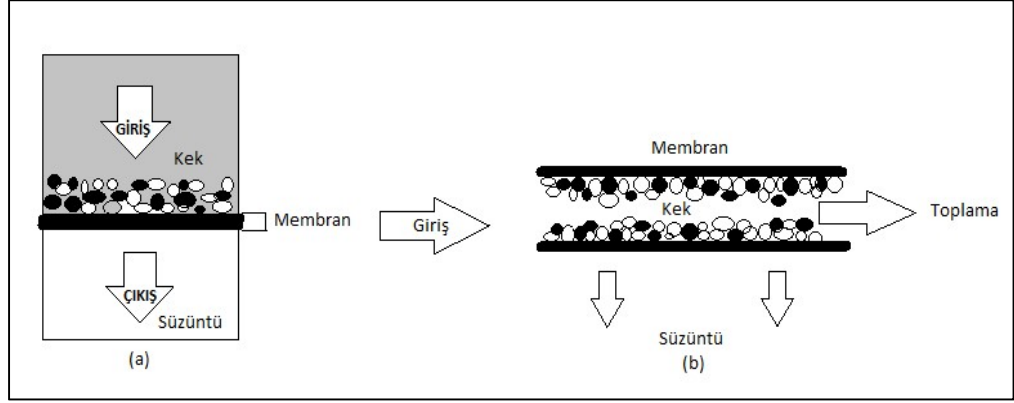 GİRİŞ
Kek
Membran
ÇIKIŞ
Süzüntü
(a)
Membran
Giriş
Kek
Toplama
Süzüntü
(b)